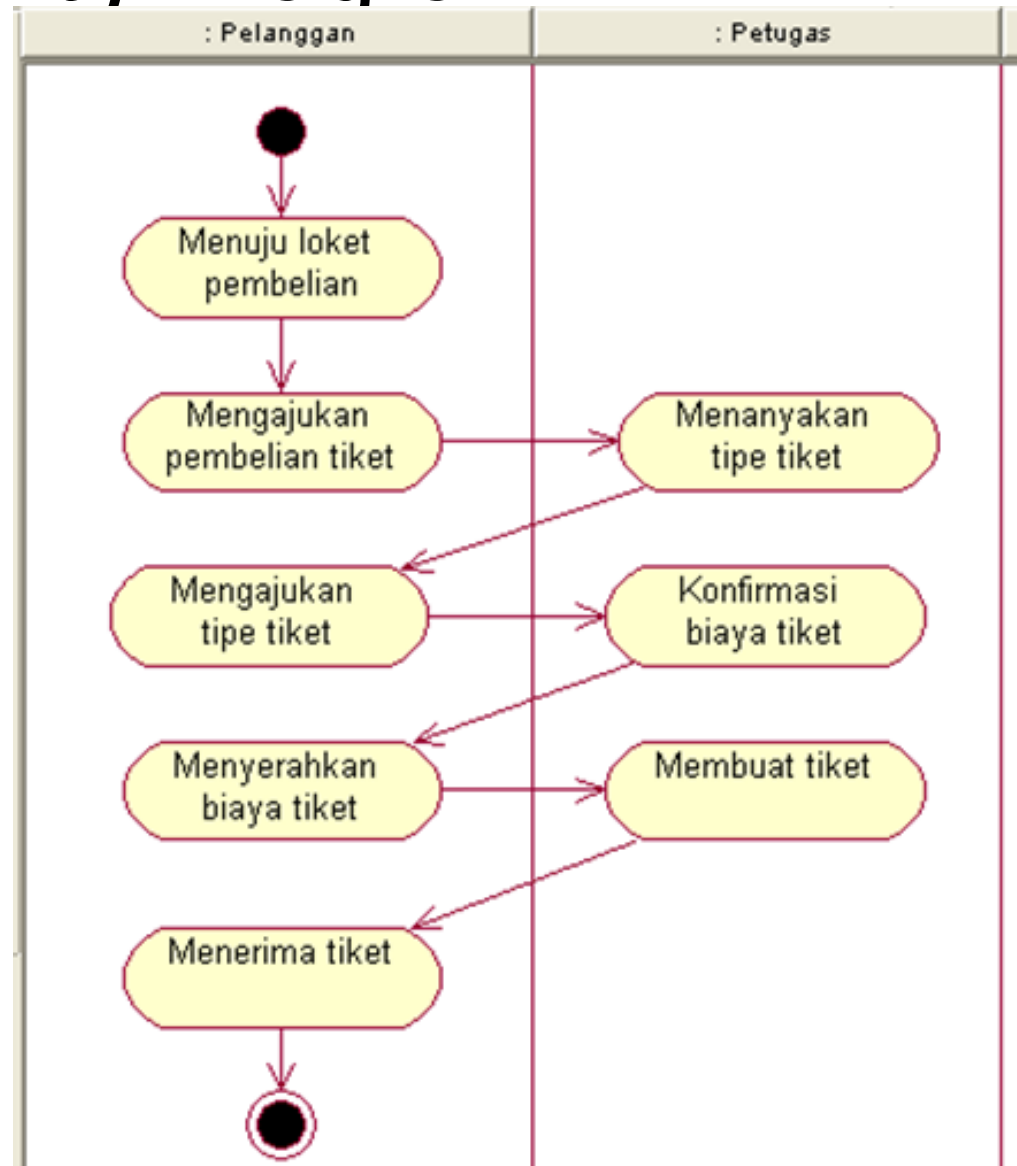 : Pelanggan
: Petugas
Menuju loket
pembelian
Mengajukan
pembelian tiket
Menanyakan
tipe tiket
Mengajukan
tipe tiket
Konfirmasi
biaya tiket
Menyerahkan
biaya tiket
Membuat tiket
Menerima tiket